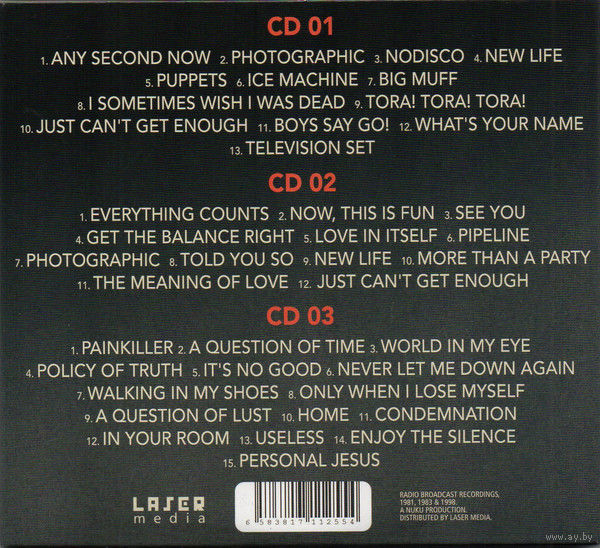 CD 01
1. ANY SECOND NOW 2. PHOTOGRAPHIC 3. NODISCO 4. NEW LIFE
5. PUPPETS 6. ICE MACHINE 7. BIG MUFF
8. I SOMETIMES WISH I WAS DEAD 9. TORA! TORA! TORA!
10. JUST CAN'T GET ENOUGH 11. BOYS SAY GO! 12. WHAT'S YOUR NAME
13. TELEVISION SET
CD 02
1. EVERYTHING COUNTS 2. NOW, THIS IS FUN 3. SEE YOU
4. GET THE BALANCE RIGHT 5. LOVE IN ITSELF 6. PIPELINE
7. PHOTOGRAPHIC 8. TOLD YOU SO 9. NEW LIFE 10. MORE THAN A PARTY
11. THE MEANING OF LOVE 12. JUST CAN'T GET ENOUGH
CD 03
1. PAINKILLER 2. A QUESTION OF TIME 3. WORLD IN MY EYE
4. POLICY OF TRUTH 5. IT'S NO GOOD 6. NEVER LET ME DOWN AGAIN
7. WALKING IN MY SHOES 8. ONLY WHEN I LOSE MYSELF
9. A QUESTION OF LUST 10. HOME 11. CONDEMNATION
12. IN YOUR ROOM 13. USELESS 14. ENJOY THE SILENCE
15. PERSONAL JESUS
LASER
media
6 583817 112554
RADIO BROADCAST RECORDINGS,
1981, 1983 & 1998.
A NUKU PRODUCTION.
DISTRIBUTED BY LASER MEDIA.
www.ay.by